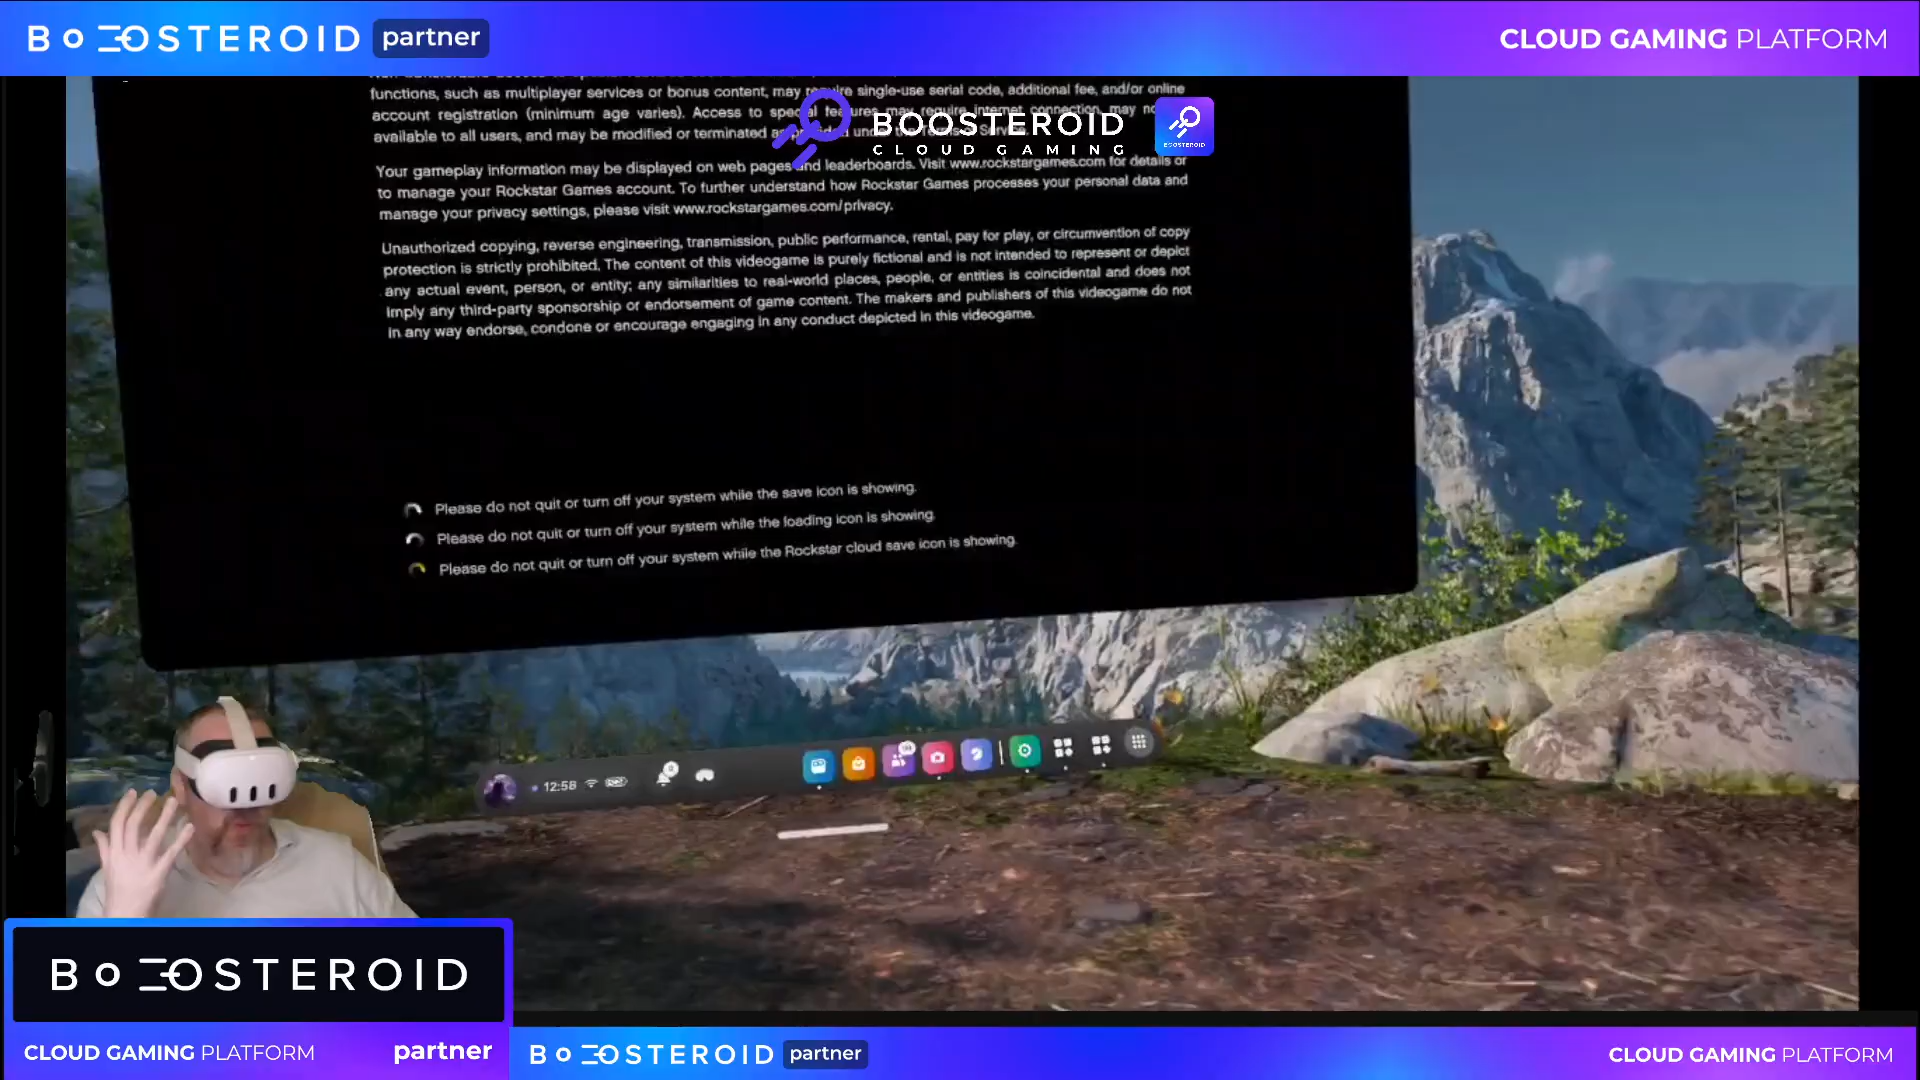 BOOSTEROID partner
CLOUD GAMING PLATFORM
functions, such as multiplayer services or bonus content, may require single-use serial code, additional fee, and/or online
account registration (minimum age varies). Access to special features may require internet connection, may no
available to all users, and may be modified or terminated as provided under the Terms of Service.
BOOSTEROID
CLOUD GAMING
BOOSTEROID
Your gameplay information may be displayed on web pages and leaderboards. Visit www.rockstargames.com for details or
to manage your Rockstar Games account. To further understand how Rockstar Games processes your personal data and
manage your privacy settings, please visit www.rockstargames.com/privacy.
Unauthorized copying, reverse engineering, transmission, public performance, rental, pay for play, or circumvention of copy
protection is strictly prohibited. The content of this videogame is purely fictional and is not intended to represent or depict
any actual event, person, or entity; any similarities to real-world places, people, or entities is coincidental and does not
imply any third-party sponsorship or endorsement of game content. The makers and publishers of this videogame do not
in any way endorse, condone or encourage engaging in any conduct depicted in this videogame.
Please do not quit or turn off your system while the save icon is showing.
Please do not quit or turn off your system while the loading icon is showing.
Please do not quit or turn off your system while the Rockstar cloud save icon is showing.
12:58
BOOSTEROID
CLOUD GAMING PLATFORM partner
BOOSTEROID partner
CLOUD GAMING PLATFORM